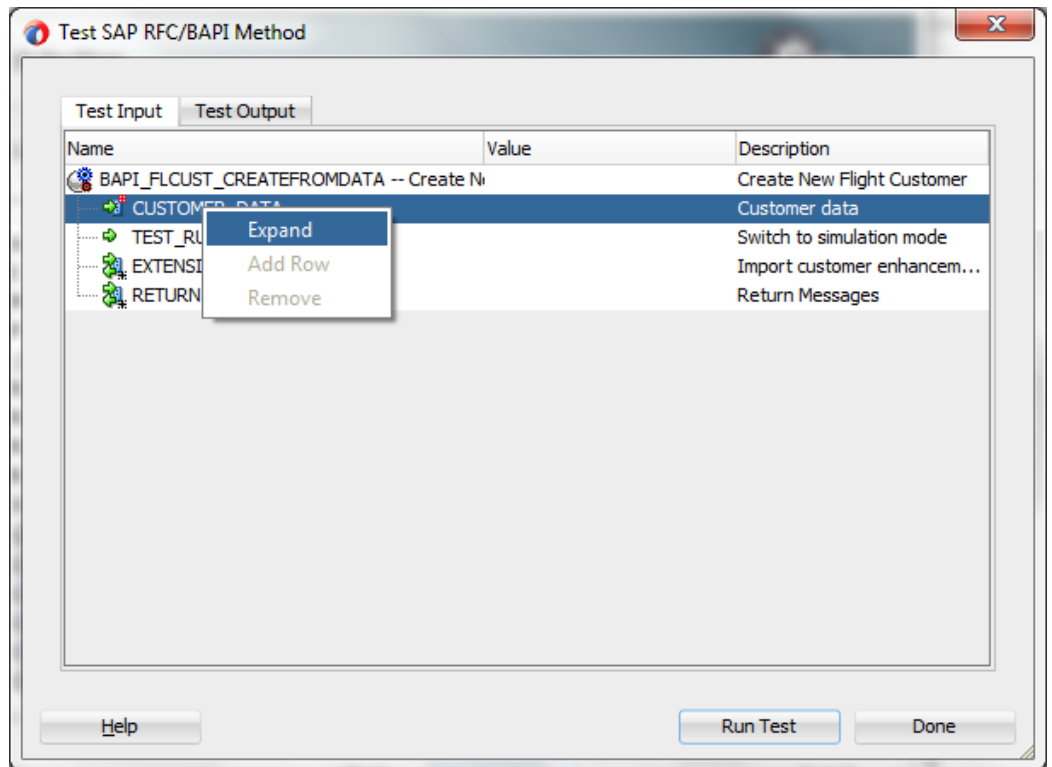 Test SAP RFC/BAPI Method
Test Input Test Output
Name Value Description
BAPI_FLCUST_CREATEFROMDATA -- Create Ne Create New Flight Customer
CUSTOMER_DATA Customer data
Expand
TEST_RU Switch to simulation mode
Add Row
EXTENSI Import customer enhancem...
Remove
RETURN Return Messages
Help Run Test Done